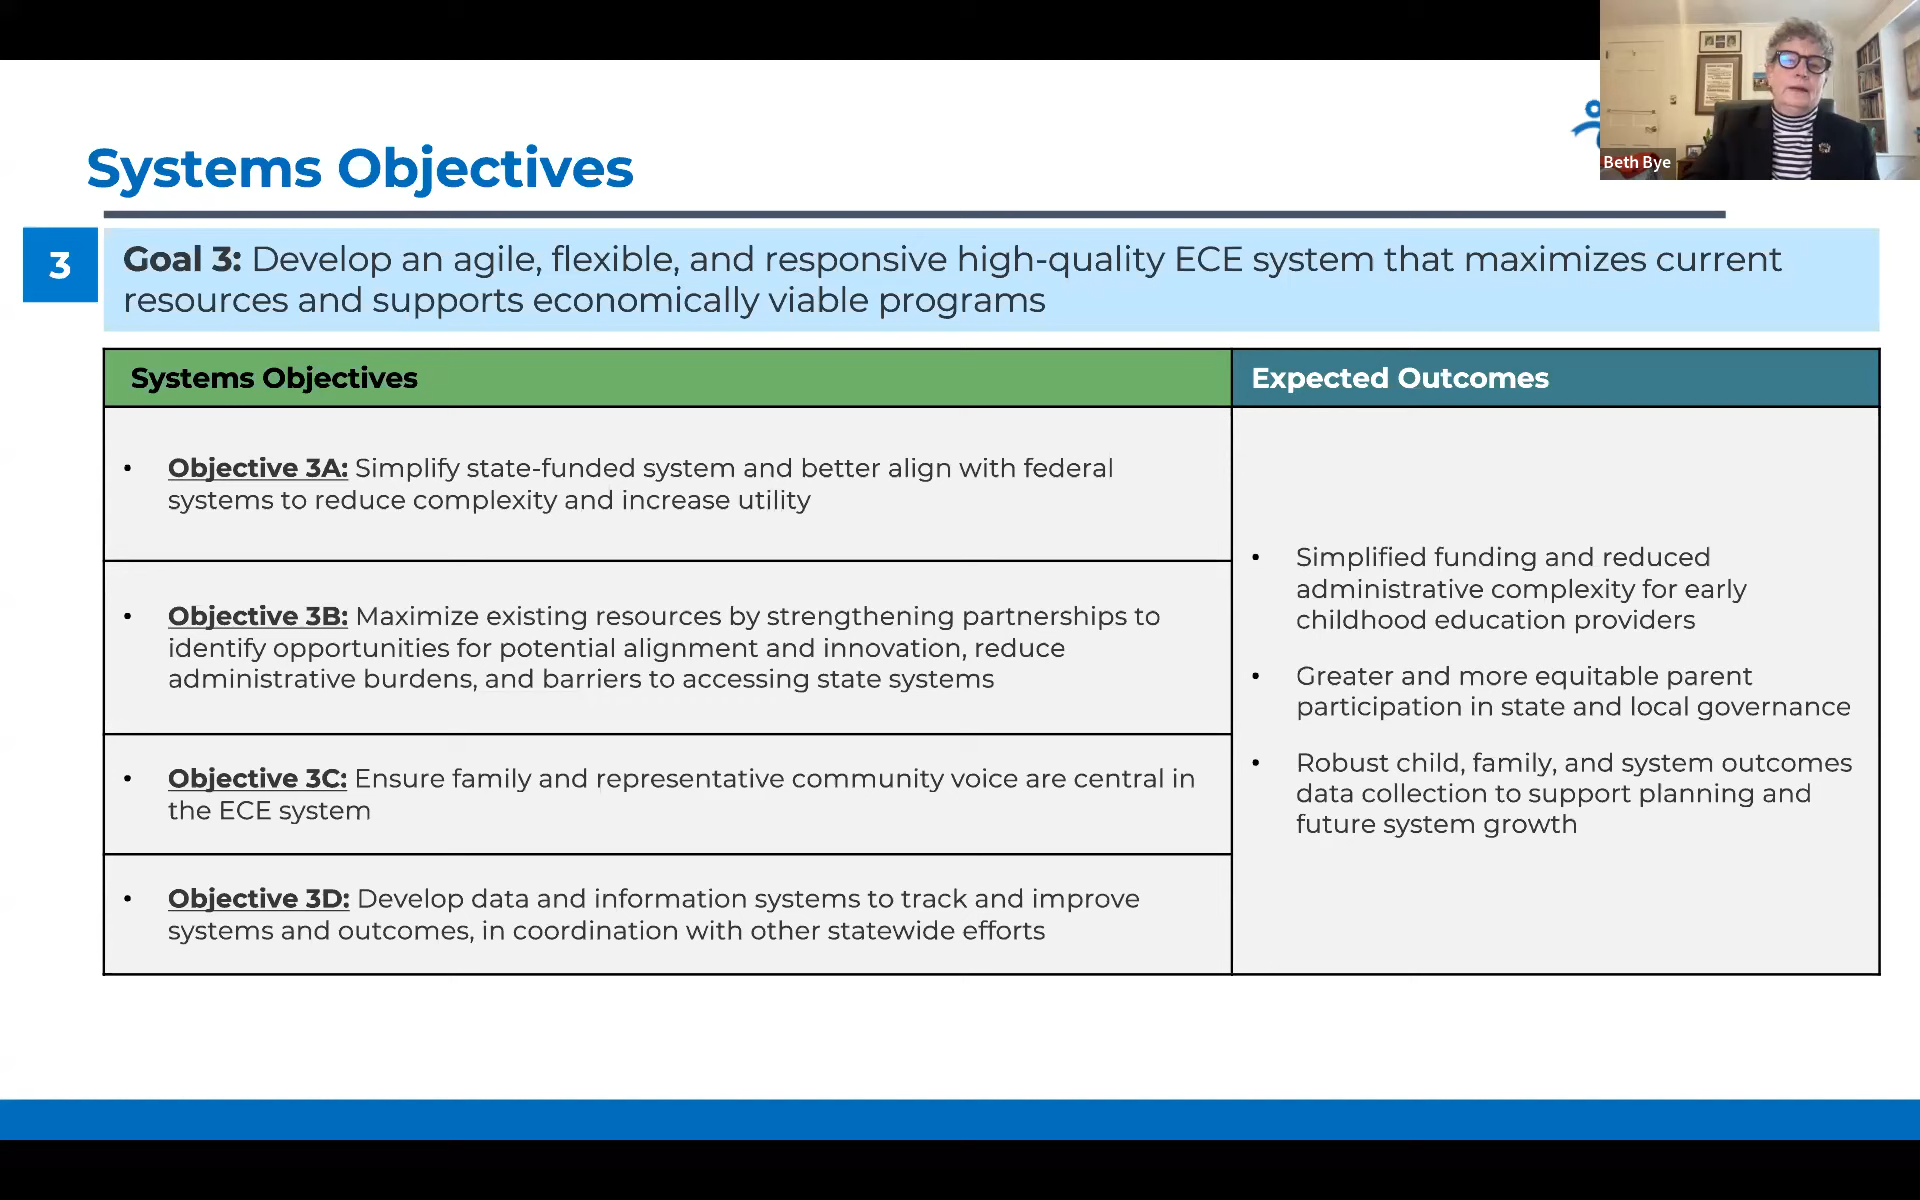 Beth Bye
Systems Objectives
3
Goal 3: Develop an agile, flexible, and responsive high-quality ECE system that maximizes current
resources and supports economically viable programs
Systems Objectives
Expected Outcomes
• Objective 3A: Simplify state-funded system and better align with federal
systems to reduce complexity and increase utility
• Objective 3B: Maximize existing resources by strengthening partnerships to
identify opportunities for potential alignment and innovation, reduce
administrative burdens, and barriers to accessing state systems
• Objective 3C: Ensure family and representative community voice are central in
the ECE system
• Objective 3D: Develop data and information systems to track and improve
systems and outcomes, in coordination with other statewide efforts
• Simplified funding and reduced
administrative complexity for early
childhood education providers
• Greater and more equitable parent
participation in state and local governance
• Robust child, family, and system outcomes
data collection to support planning and
future system growth